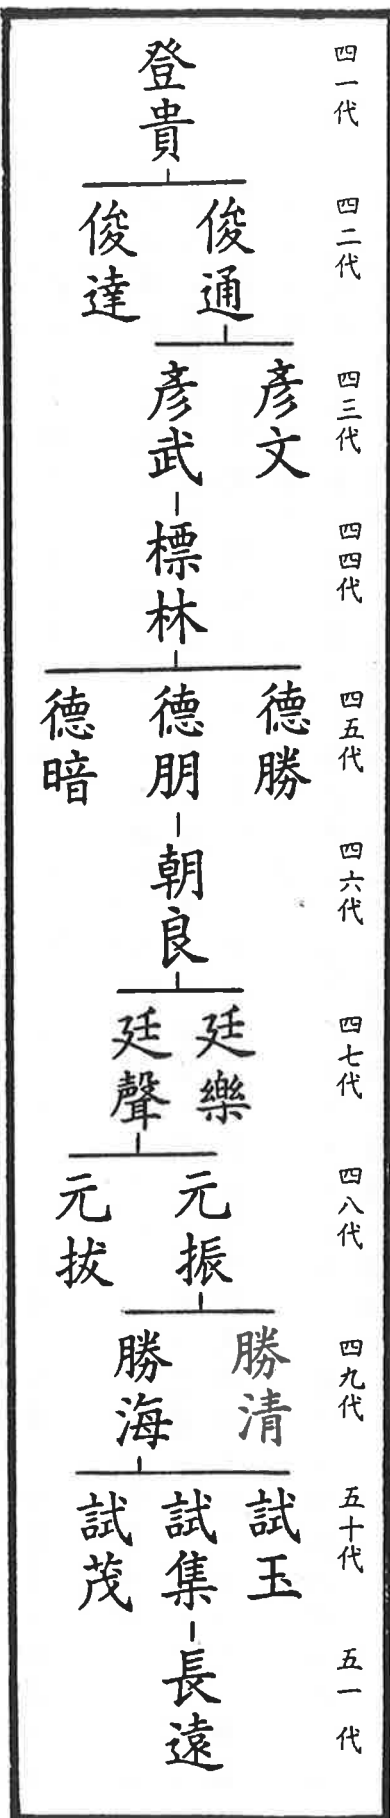 四一代
登貴
四二代
俊通
俊達
四三代
彥文
彥武
四四代
標林
四五代
德勝
德朋
德暗
四六代
朝良
四七代
廷樂
廷聲
四八代
元振
元拔
四九代
勝清
勝海
五十代
試玉
試集
試茂
五一代
長遠